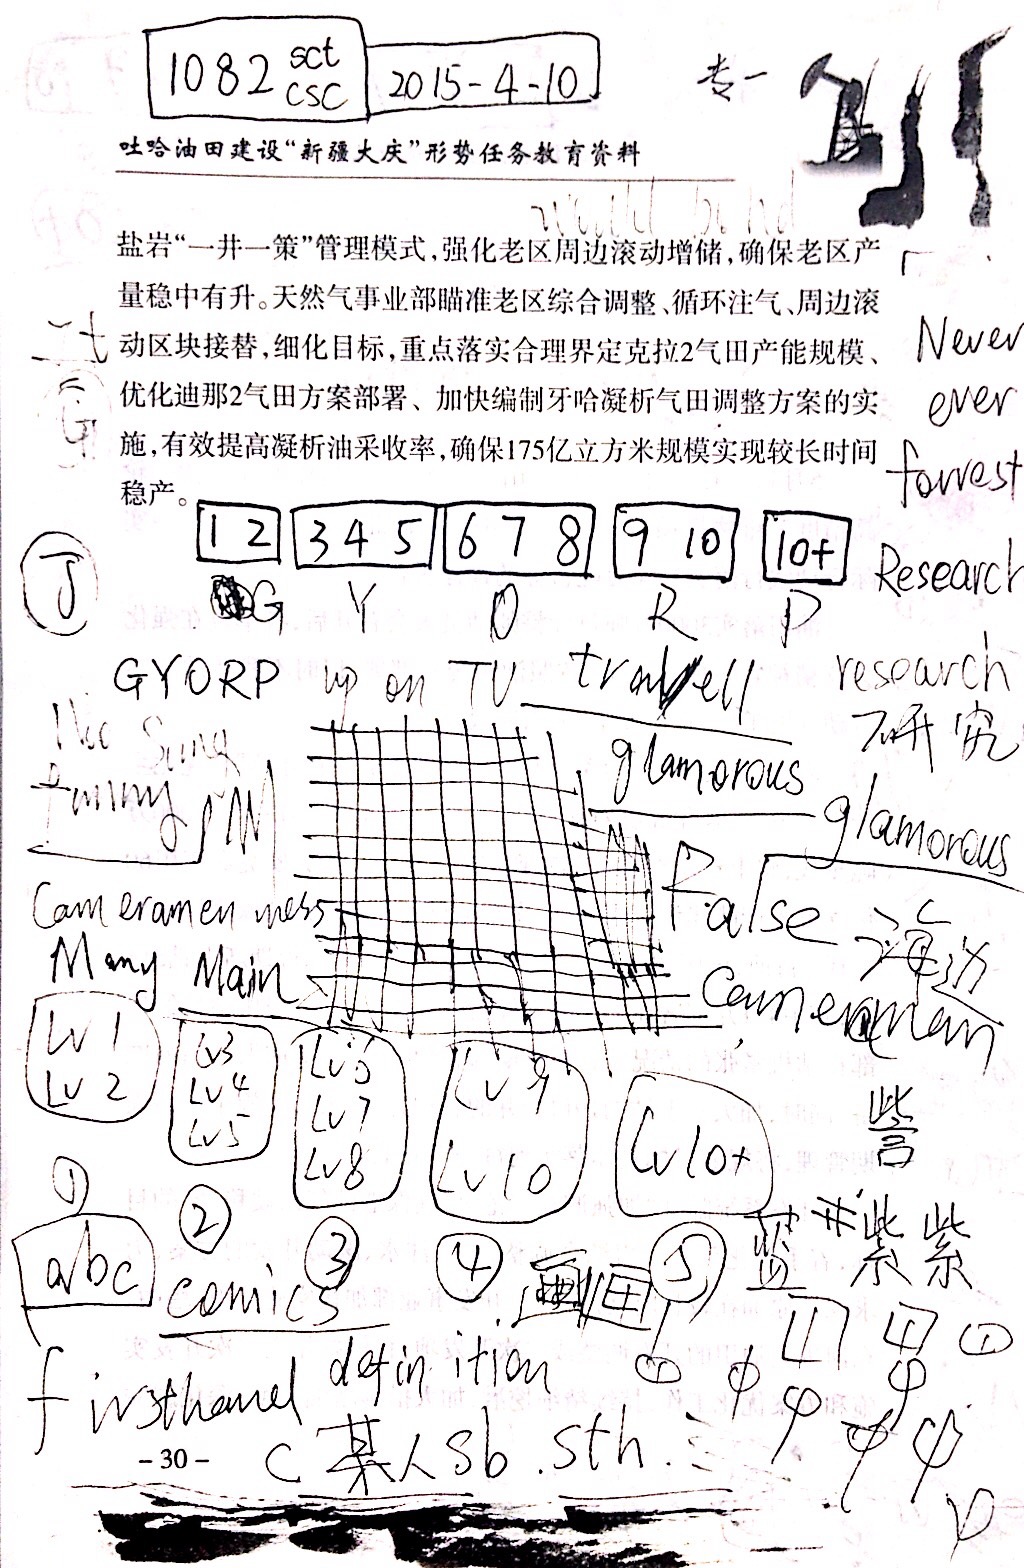 1082 sct csc
2015-4-10
专一
吐哈油田建设“新疆大庆”形势任务教育资料
盐岩“一井一策”管理模式,强化老区周边滚动增储,确保老区产
量稳中有升。天然气事业部瞄准老区综合调整、循环注气、周边滚
动区块接替,细化目标,重点落实合理界定克拉2气田产能规模、
优化迪那2气田方案部署、加快编制牙哈凝析气田调整方案的实
施,有效提高凝析油采收率,确保175亿立方米规模实现较长时间
稳产。
Never
ever
forrest
1 2 3 4 5 6 7 8 9 10 10+
G Y O R P
J
Research
GYORP up on TV
research
研究
glamorous
glamorous
funny
False
Cameramen mess
Many Main
海边
Cameraman
Lv 1
Lv 2
Lv3
Lv4
Lv5
Lv6
Lv7
Lv8
Lv9
Lv10
Lv10+
訾
① ② ③ ④ ⑤
蓝 紫 紫
abc
comics
画 画
firsthand definition
c 某人 sb. sth.
-30-